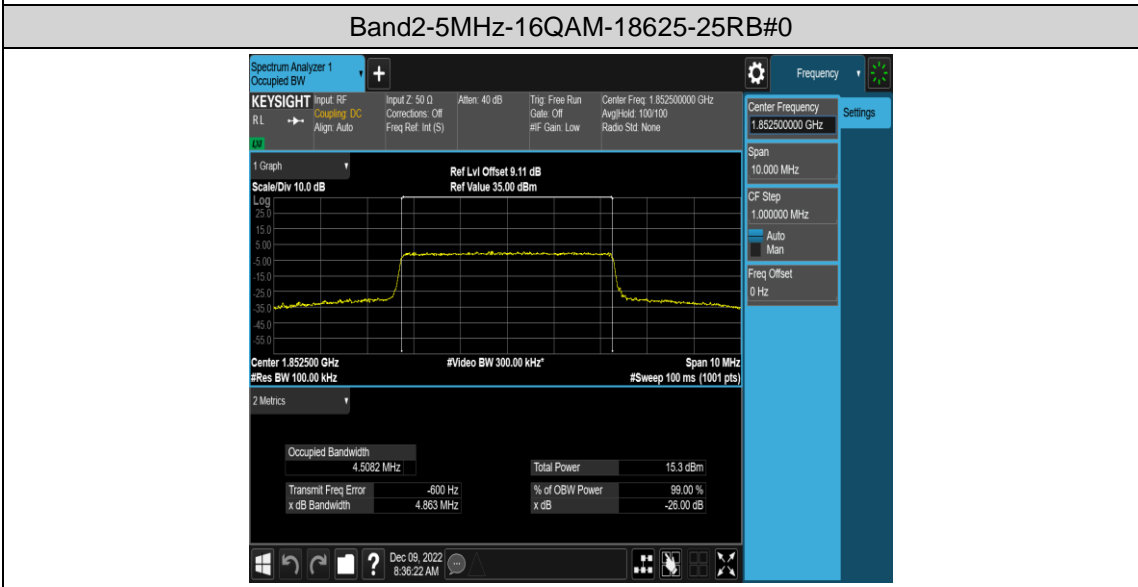 Band2-5MHz-16QAM-18625-25RB#0
Spectrum Analyzer 1
Occupied BW
+
Frequency
KEYSIGHT
RL
LXI
Input: RF
Coupling: DC
Align: Auto
Input Z: 50 Ω
Corrections: Off
Freq Ref: Int (S)
Atten: 40 dB
Trig: Free Run
Gate: Off
#IF Gain: Low
Center Freq: 1.852500000 GHz
Avg|Hold: 100/100
Radio Std: None
Center Frequency
1.852500000 GHz
Settings
Span
10.000 MHz
CF Step
1.000000 MHz
Auto
Man
Freq Offset
0 Hz
1 Graph
Scale/Div 10.0 dB
Ref Lvl Offset 9.11 dB
Ref Value 35.00 dBm
Log
25.0
15.0
5.00
-5.00
-15.0
-25.0
-35.0
-45.0
-55.0
Center 1.852500 GHz
#Video BW 300.00 kHz*
Span 10 MHz
#Res BW 100.00 kHz
#Sweep 100 ms (1001 pts)
2 Metrics
Occupied Bandwidth
4.5082 MHz
Total Power 15.3 dBm
Transmit Freq Error -600 Hz
% of OBW Power 99.00 %
x dB Bandwidth 4.863 MHz
x dB -26.00 dB
?
Dec 09, 2022
8:36:22 AM